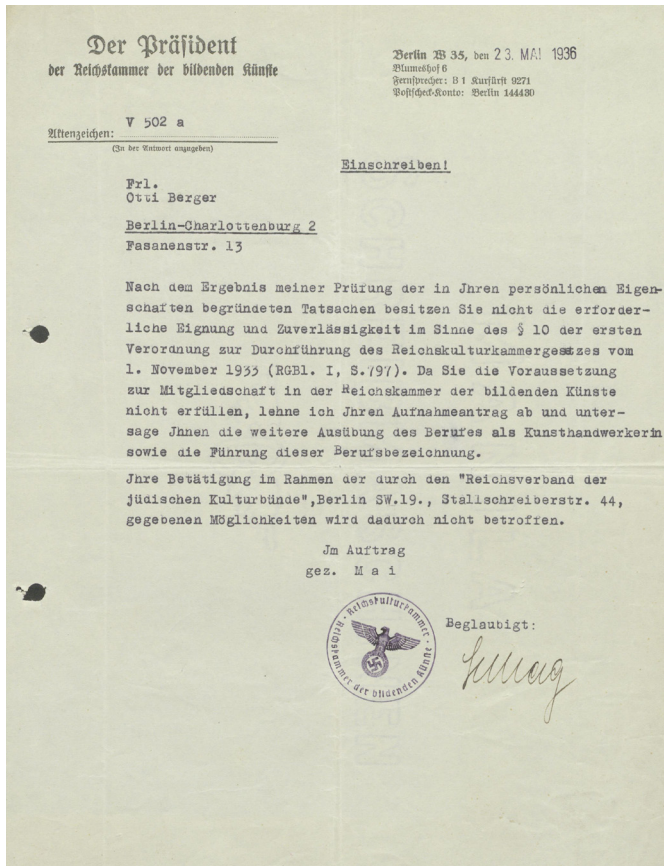 Der Präsident
der Reichskammer der bildenden Künste
Berlin W 35, den 23. MAI 1936
Blumeshof 6
Fernsprecher: B 1 Kurfürst 9271
Postscheck-Konto: Berlin 144430
V 502 a
Aktenzeichen:
(In der Antwort anzugeben)
Einschreiben!
Frl.
Otti Berger
Berlin-Charlottenburg 2
Fasanenstr. 13
Nach dem Ergebnis meiner Prüfung der in Jhren persönlichen Eigen-
schaften begründeten Tatsachen besitzen Sie nicht die erforder-
liche Eignung und Zuverlässigkeit im Sinne des § 10 der ersten
Verordnung zur Durchführung des Reichskulturkammergesetzes vom
1. November 1933 (RGBl. I, S.797). Da Sie die Voraussetzung
zur Mitgliedschaft in der Reichskammer der bildenden Künste
nicht erfüllen, lehne ich Jhren Aufnahmeantrag ab und unter-
sage Jhnen die weitere Ausübung des Berufes als Kunsthandwerkerin
sowie die Führung dieser Berufsbezeichnung.
Jhre Betätigung im Rahmen der durch den "Reichsverband der
jüdischen Kulturbünde",Berlin SW.19., Stallschreiberstr. 44,
gegebenen Möglichkeiten wird dadurch nicht betroffen.
Jm Auftrag
gez. M a i
Reichskulturkammer
Reichskammer der bildenden Künste
Beglaubigt: